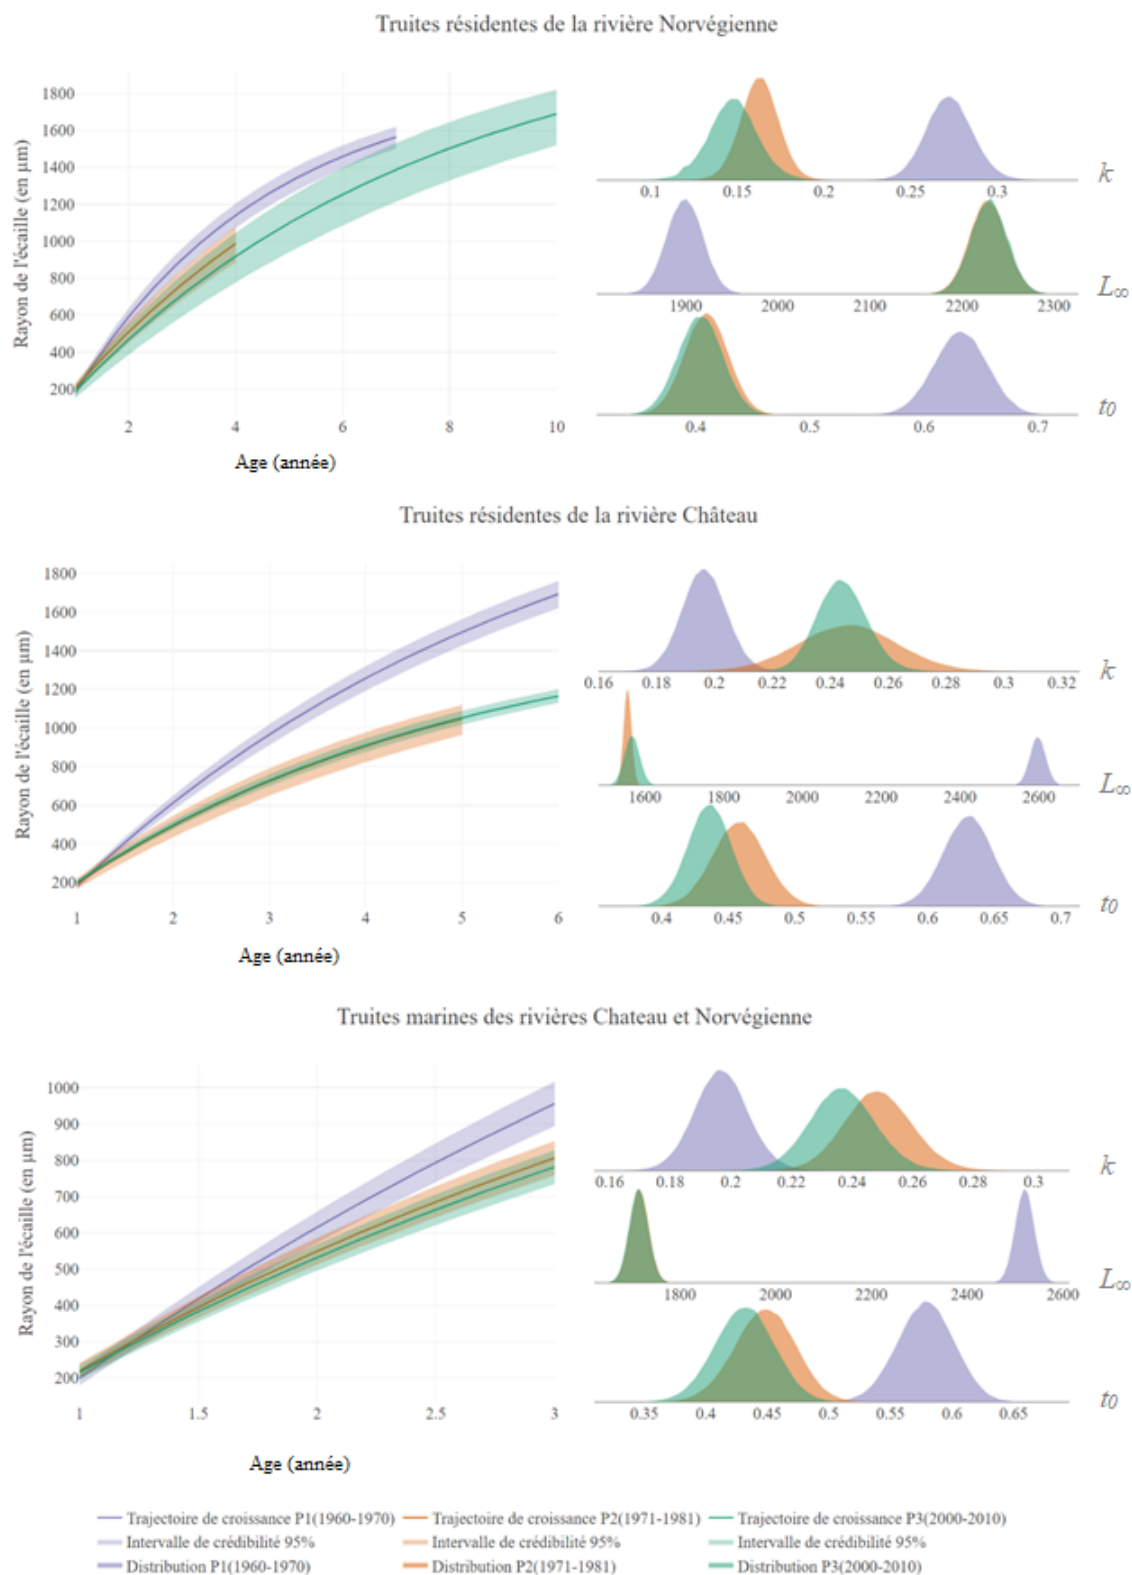 Truites résidentes de la rivière Norvégienne
Rayon de l'écaille (en µm)
1800
1600
1400
1200
1000
800
600
400
200
2 4 6 8 10
Age (année)
0.1 0.15 0.2 0.25 0.3
k
1900 2000 2100 2200 2300
L∞
0.4 0.5 0.6 0.7
t0
Truites résidentes de la rivière Château
Rayon de l'écaille (en µm)
1800
1600
1400
1200
1000
800
600
400
200
1 2 3 4 5 6
Age (année)
0.16 0.18 0.2 0.22 0.24 0.26 0.28 0.3 0.32
k
1600 1800 2000 2200 2400 2600
L∞
0.4 0.45 0.5 0.55 0.6 0.65 0.7
t0
Truites marines des rivières Chateau et Norvégienne
Rayon de l'écaille (en µm)
1000
900
800
700
600
500
400
300
200
1 1.5 2 2.5 3
Age (année)
0.16 0.18 0.2 0.22 0.24 0.26 0.28 0.3
k
1800 2000 2200 2400 2600
L∞
0.35 0.4 0.45 0.5 0.55 0.6 0.65
t0
Trajectoire de croissance P1(1960-1970) Trajectoire de croissance P2(1971-1981) Trajectoire de croissance P3(2000-2010)
Intervalle de crédibilité 95% Intervalle de crédibilité 95% Intervalle de crédibilité 95%
Distribution P1(1960-1970) Distribution P2(1971-1981) Distribution P3(2000-2010)